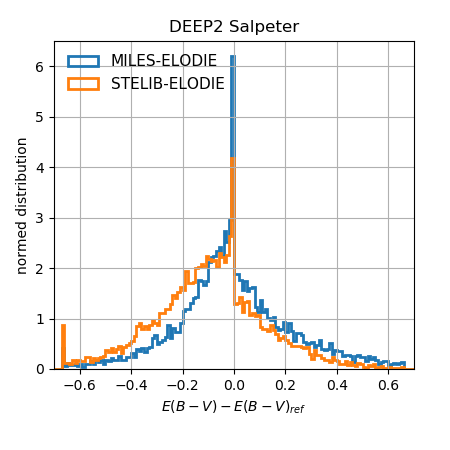 DEEP2 Salpeter
MILES-ELODIE
STELIB-ELODIE
normed distribution
6
5
4
3
2
1
0
−0.6 −0.4 −0.2 0.0 0.2 0.4 0.6
E(B − V) − E(B − V)ref